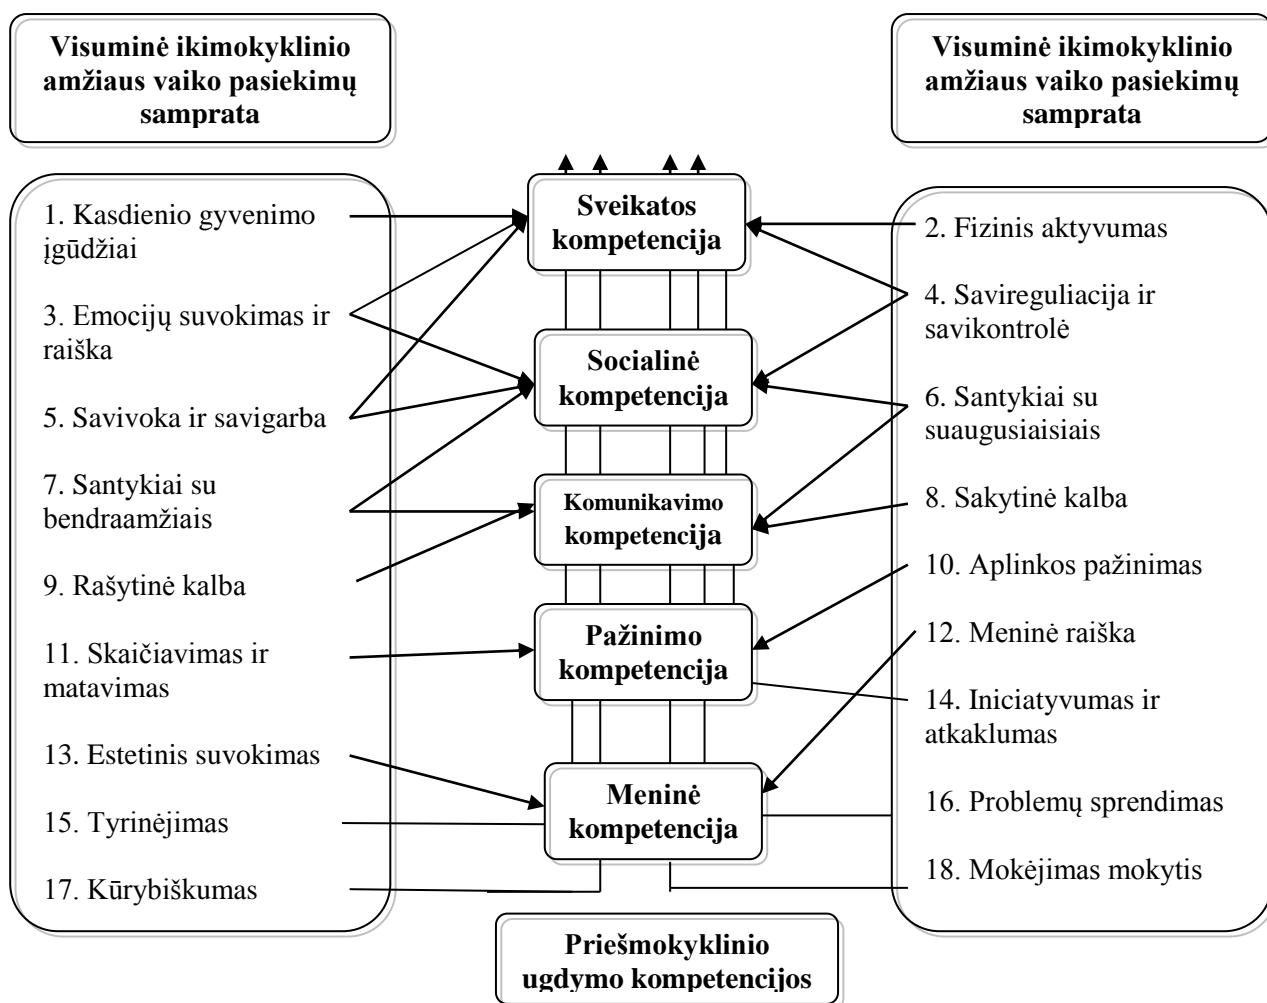 Visuminė ikimokyklinio
amžiaus vaiko pasiekimų
samprata
1. Kasdienio gyvenimo
įgūdžiai
3. Emocijų suvokimas ir
raiška
5. Savivoka ir savigarba
7. Santykiai su
bendraamžiais
9. Rašytinė kalba
11. Skaičiavimas ir
matavimas
13. Estetinis suvokimas
15. Tyrinėjimas
17. Kūrybiškumas
Sveikatos
kompetencija
Socialinė
kompetencija
Komunikavimo
kompetencija
Pažinimo
kompetencija
Meninė
kompetencija
Priešmokyklinio
ugdymo kompetencijos
Visuminė ikimokyklinio
amžiaus vaiko pasiekimų
samprata
2. Fizinis aktyvumas
4. Savireguliacija ir
savikontrolė
6. Santykiai su
suaugusiaisiais
8. Sakytinė kalba
10. Aplinkos pažinimas
12. Meninė raiška
14. Iniciatyvumas ir
atkaklumas
16. Problemų sprendimas
18. Mokėjimas mokytis